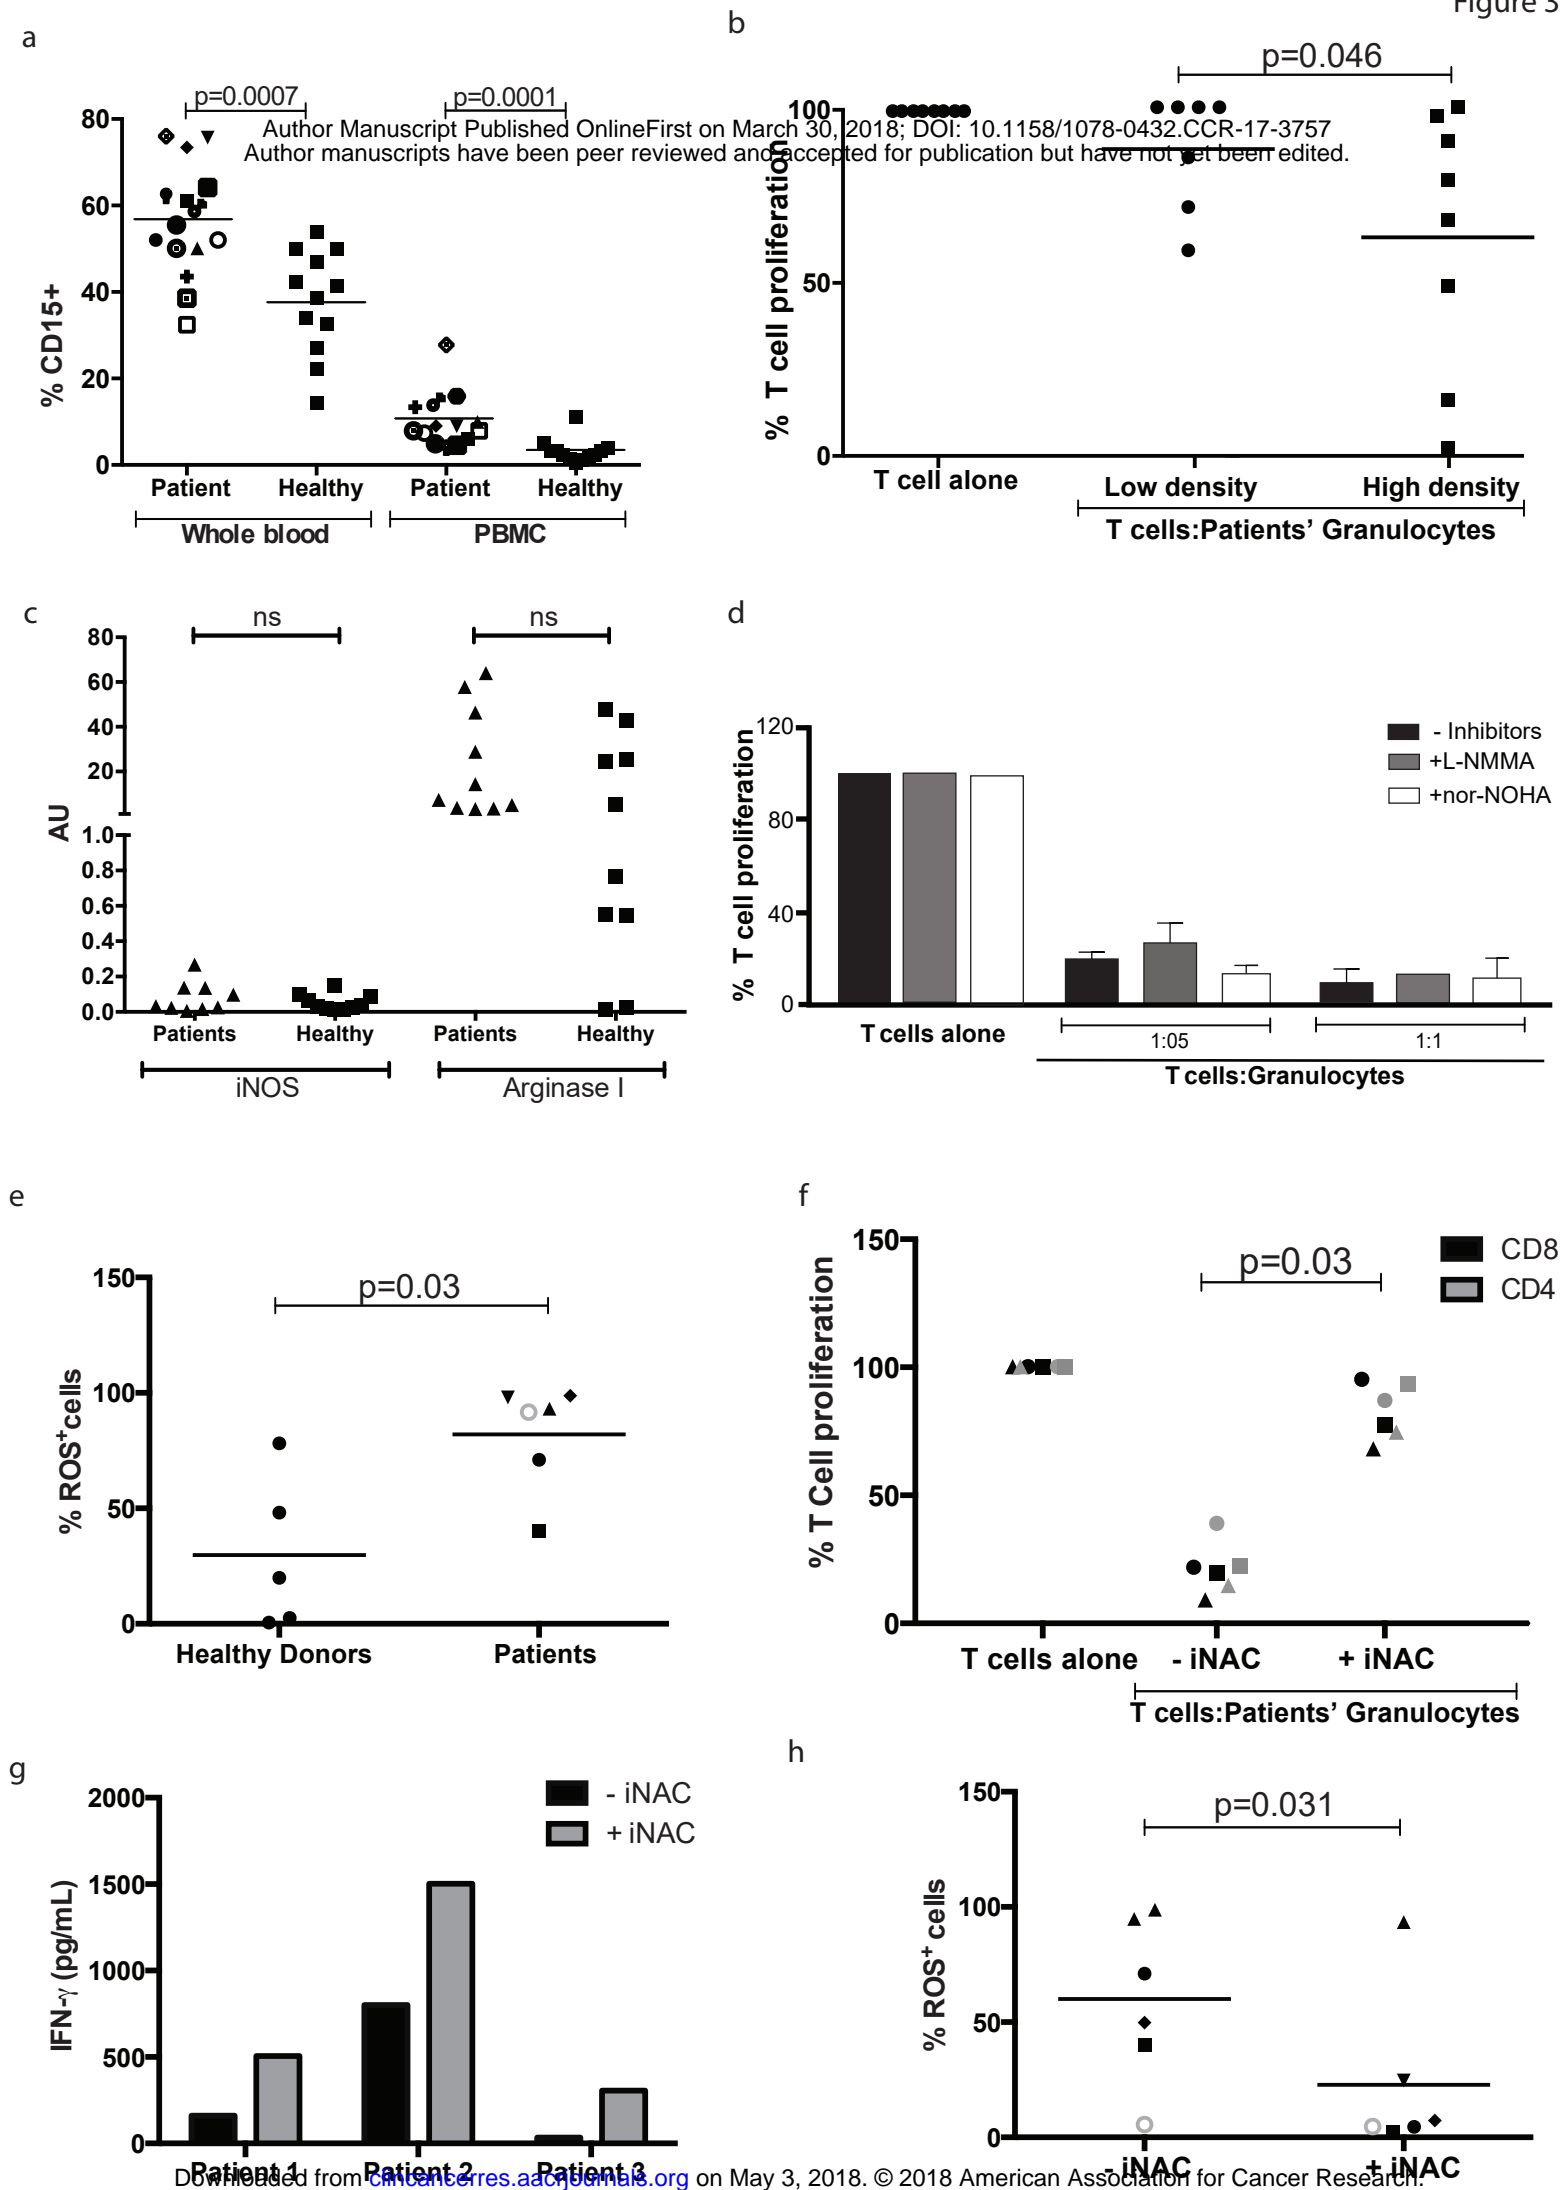 Figure 3
a
p=0.0007
p=0.0001
80
60
40
20
0
% CD15+
Patient
Healthy
Patient
Healthy
Whole blood
PBMC
b
p=0.046
100
50
0
% T cell proliferation
T cell alone
Low density
High density
T cells:Patients’ Granulocytes
Author Manuscript Published OnlineFirst on March 30, 2018; DOI: 10.1158/1078-0432.CCR-17-3757
Author manuscripts have been peer reviewed and accepted for publication but have not yet been edited.
c
ns
ns
80
60
40
20
1.0
0.8
0.6
0.4
0.2
0.0
AU
Patients
Healthy
Patients
Healthy
iNOS
Arginase I
d
120
80
40
0
% T cell proliferation
- Inhibitors
+L-NMMA
+nor-NOHA
T cells alone
1:05
1:1
T cells:Granulocytes
e
p=0.03
150
100
50
0
% ROS+cells
Healthy Donors
Patients
f
p=0.03
150
100
50
0
% T Cell proliferation
CD8
CD4
T cells alone
- iNAC
+ iNAC
T cells:Patients’ Granulocytes
g
2000
1500
1000
500
0
IFN-γ (pg/mL)
- iNAC
+ iNAC
Patient 1
Patient 2
Patient 3
h
p=0.031
150
100
50
0
% ROS+ cells
- iNAC
+ iNAC
Downloaded from clincancerres.aacrjournals.org on May 3, 2018. © 2018 American Association for Cancer Research.